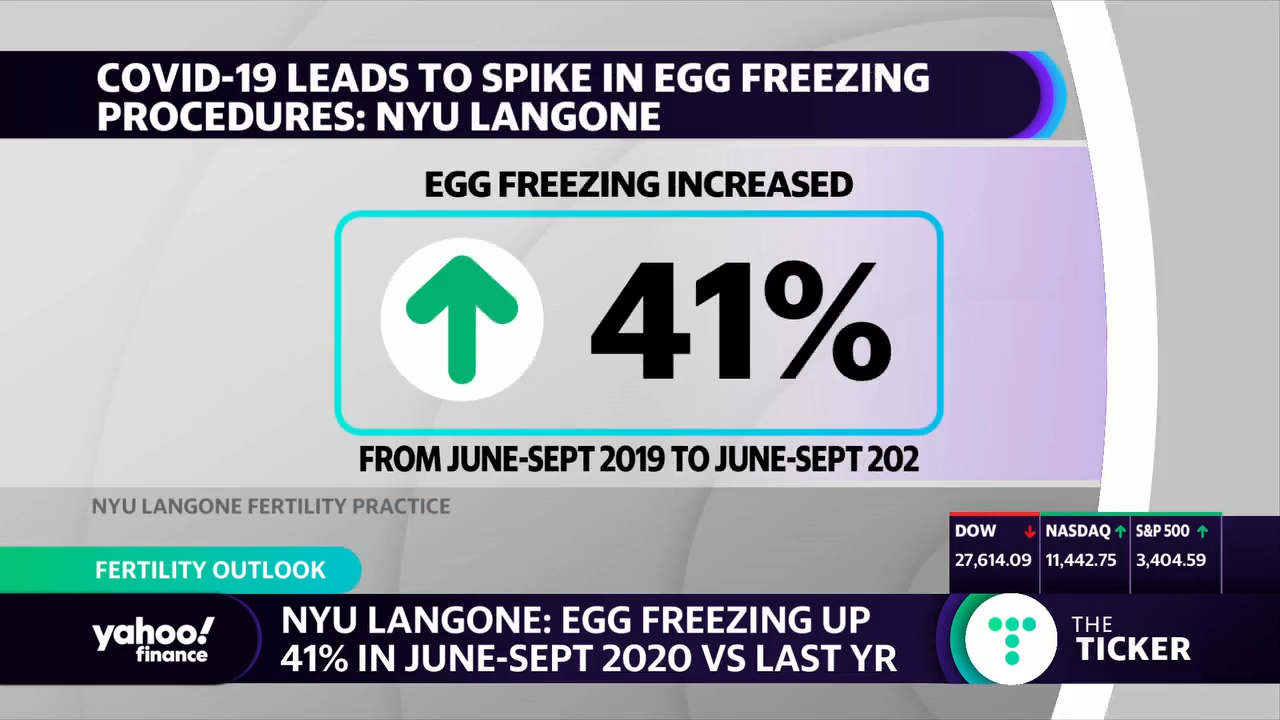 COVID-19 LEADS TO SPIKE IN EGG FREEZING
PROCEDURES: NYU LANGONE
EGG FREEZING INCREASED
41%
FROM JUNE-SEPT 2019 TO JUNE-SEPT 202
NYU LANGONE FERTILITY PRACTICE
DOW NASDAQ S&P 500
27,614.09 11,442.75 3,404.59
FERTILITY OUTLOOK
yahoo!
finance
NYU LANGONE: EGG FREEZING UP
41% IN JUNE-SEPT 2020 VS LAST YR
THE
TICKER